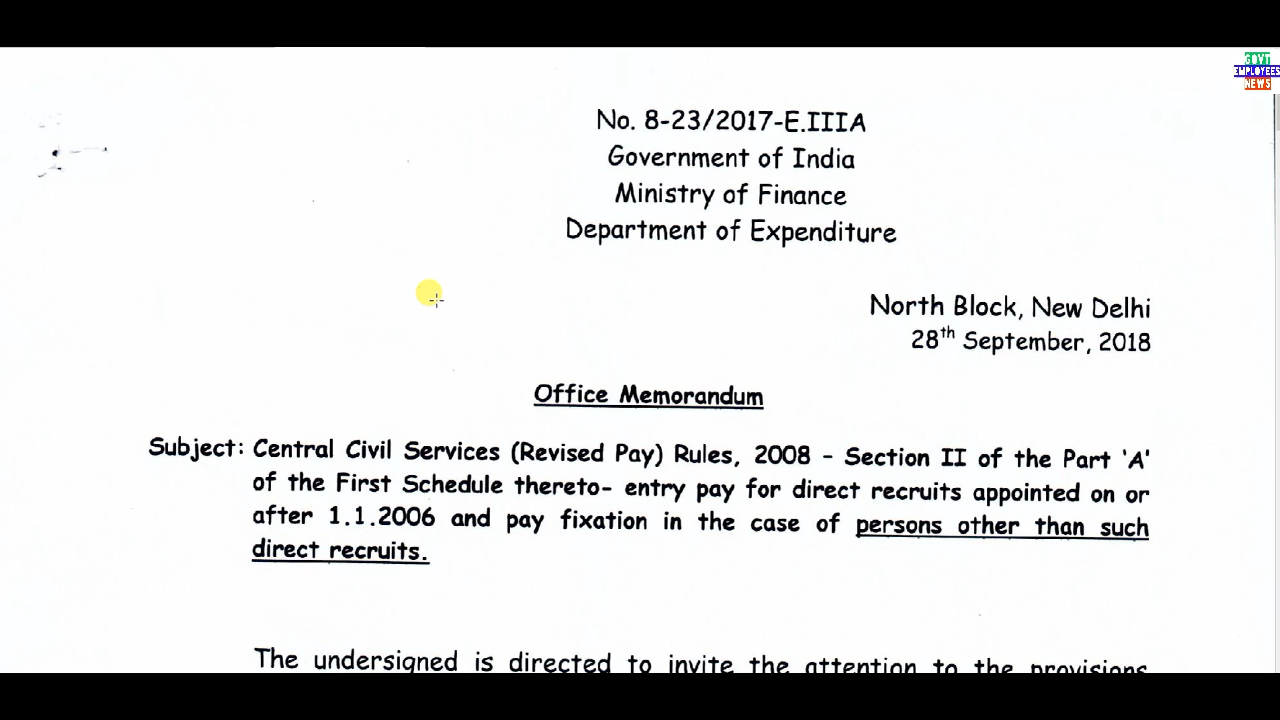 GOVT
EMPLOYEES
NEWS
No. 8-23/2017-E.IIIA
Government of India
Ministry of Finance
Department of Expenditure
North Block, New Delhi
28th September, 2018
Office Memorandum
Subject: Central Civil Services (Revised Pay) Rules, 2008 - Section II of the Part 'A'
of the First Schedule thereto- entry pay for direct recruits appointed on or
after 1.1.2006 and pay fixation in the case of persons other than such
direct recruits.
The undersigned is directed to invite the attention to the provisions